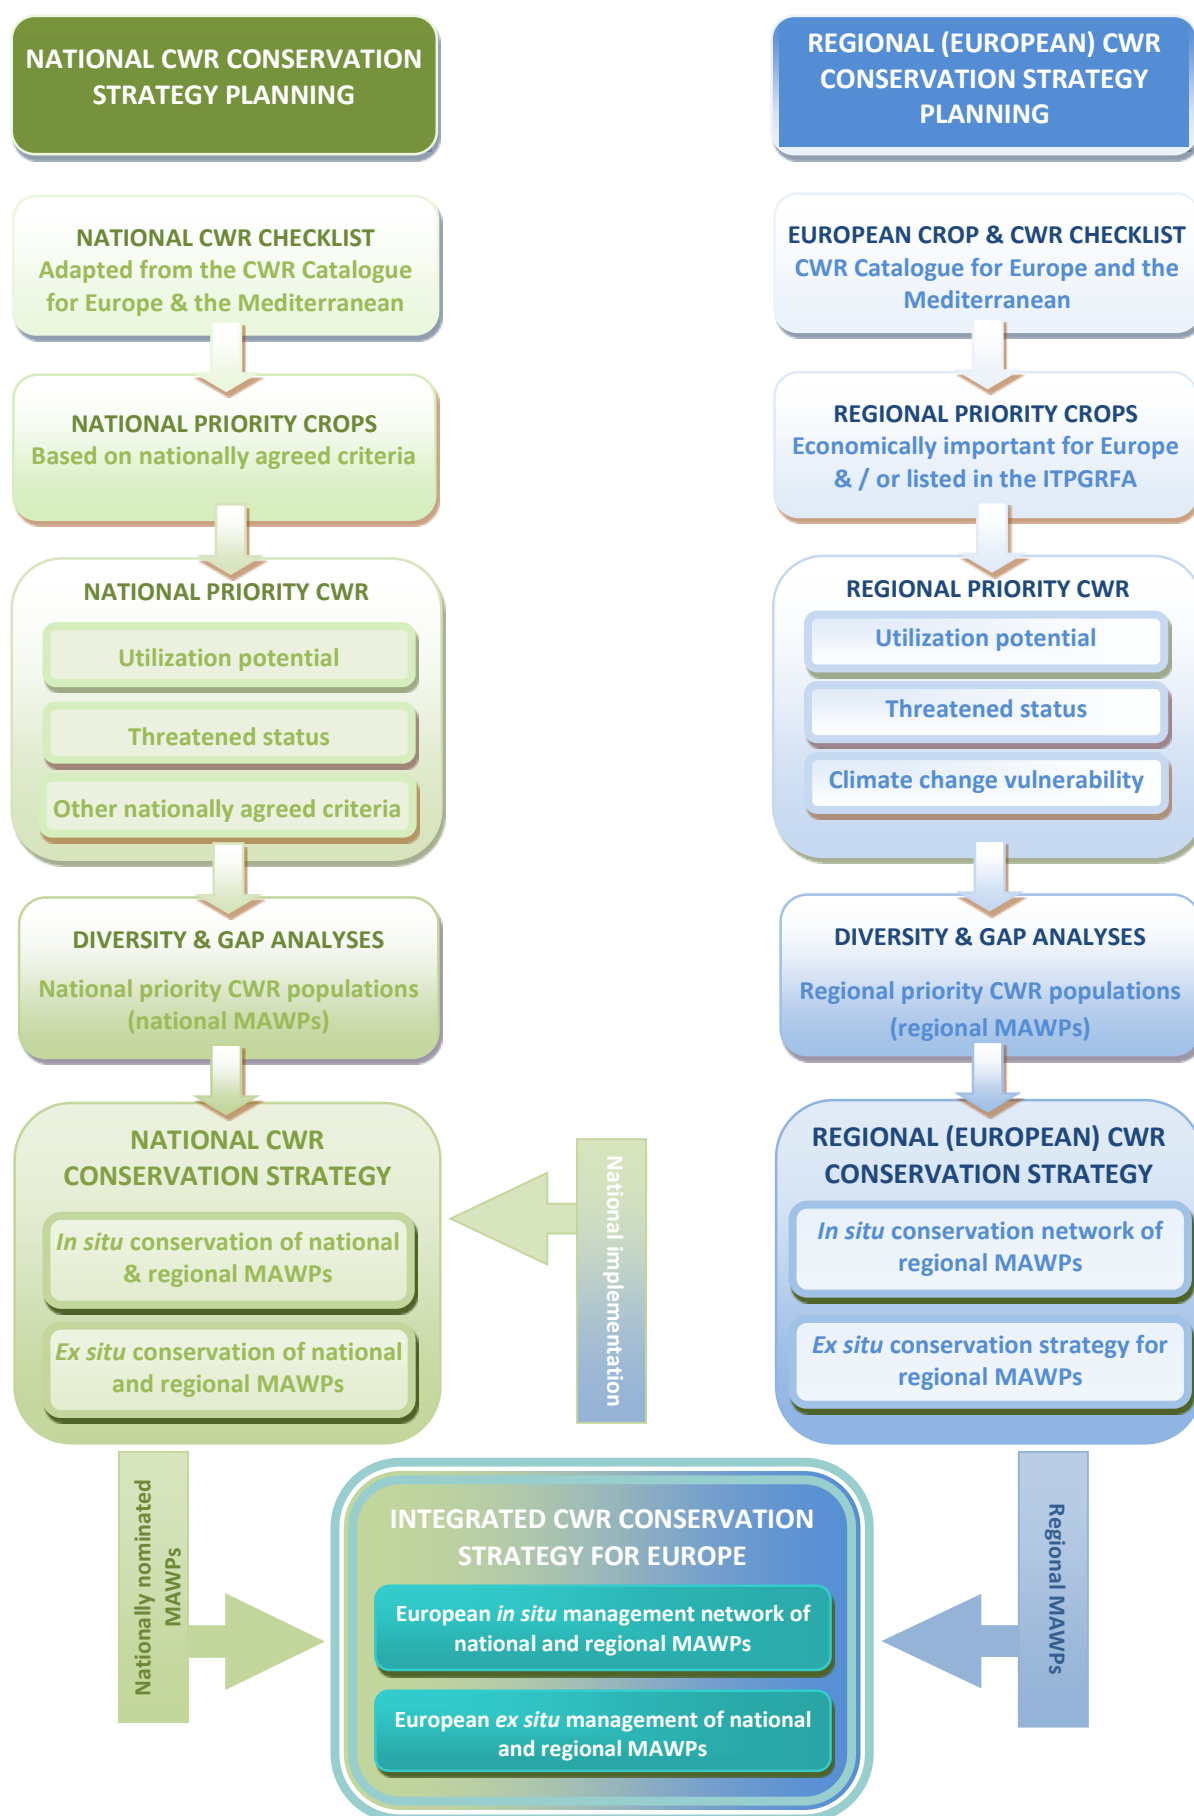 NATIONAL CWR CONSERVATION
STRATEGY PLANNING
NATIONAL CWR CHECKLIST
Adapted from the CWR Catalogue
for Europe & the Mediterranean
NATIONAL PRIORITY CROPS
Based on nationally agreed criteria
NATIONAL PRIORITY CWR
Utilization potential
Threatened status
Other nationally agreed criteria
DIVERSITY & GAP ANALYSES
National priority CWR populations
(national MAWPs)
NATIONAL CWR
CONSERVATION STRATEGY
In situ conservation of national
& regional MAWPs
Ex situ conservation of national
and regional MAWPs
REGIONAL (EUROPEAN) CWR
CONSERVATION STRATEGY
PLANNING
EUROPEAN CROP & CWR CHECKLIST
CWR Catalogue for Europe and the
Mediterranean
REGIONAL PRIORITY CROPS
Economically important for Europe
& / or listed in the ITPGRFA
REGIONAL PRIORITY CWR
Utilization potential
Threatened status
Climate change vulnerability
DIVERSITY & GAP ANALYSES
Regional priority CWR populations
(regional MAWPs)
REGIONAL (EUROPEAN) CWR
CONSERVATION STRATEGY
In situ conservation network of
regional MAWPs
Ex situ conservation strategy for
regional MAWPs
National implementation
Nationally nominated
MAWPs
INTEGRATED CWR CONSERVATION
STRATEGY FOR EUROPE
European in situ management network of
national and regional MAWPs
European ex situ management of national
and regional MAWPs
Regional MAWPs